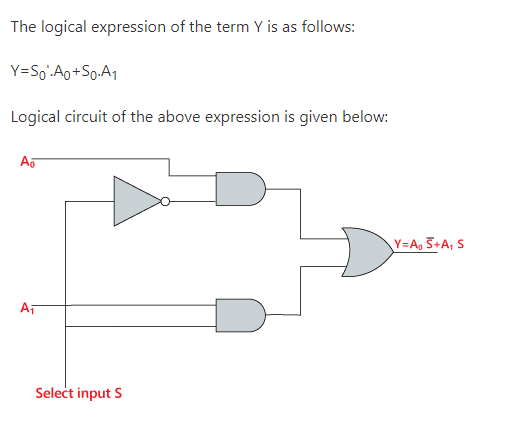 The logical expression of the term Y is as follows:
Y=S₀'.A₀+S₀.A₁
Logical circuit of the above expression is given below:
A₀
Y=A₀ S̅+A₁ S
A₁
Select input S